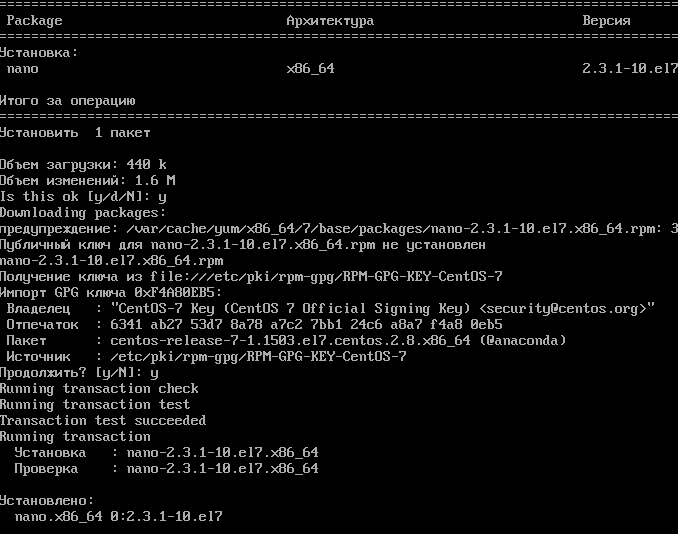 ================================================================================
Package Архитектура Версия
================================================================================
Установка:
nano x86_64 2.3.1-10.el7
Итого за операцию
================================================================================
Установить 1 пакет
Объем загрузки: 440 k
Объем изменений: 1.6 M
Is this ok [y/d/N]: y
Downloading packages:
предупреждение: /var/cache/yum/x86_64/7/base/packages/nano-2.3.1-10.el7.x86_64.rpm: 3
Публичный ключ для nano-2.3.1-10.el7.x86_64.rpm не установлен
nano-2.3.1-10.el7.x86_64.rpm
Получение ключа из file:///etc/pki/rpm-gpg/RPM-GPG-KEY-CentOS-7
Импорт GPG ключа 0xF4A80EB5:
Владелец : "CentOS-7 Key (CentOS 7 Official Signing Key) <security@centos.org>"
Отпечаток : 6341 ab27 53d7 8a78 a7c2 7bb1 24c6 a8a7 f4a8 0eb5
Пакет : centos-release-7-1.1503.el7.centos.2.8.x86_64 (@anaconda)
Источник : /etc/pki/rpm-gpg/RPM-GPG-KEY-CentOS-7
Продолжить? [y/N]: y
Running transaction check
Running transaction test
Transaction test succeeded
Running transaction
Установка : nano-2.3.1-10.el7.x86_64
Проверка : nano-2.3.1-10.el7.x86_64
Установлено:
nano.x86_64 0:2.3.1-10.el7